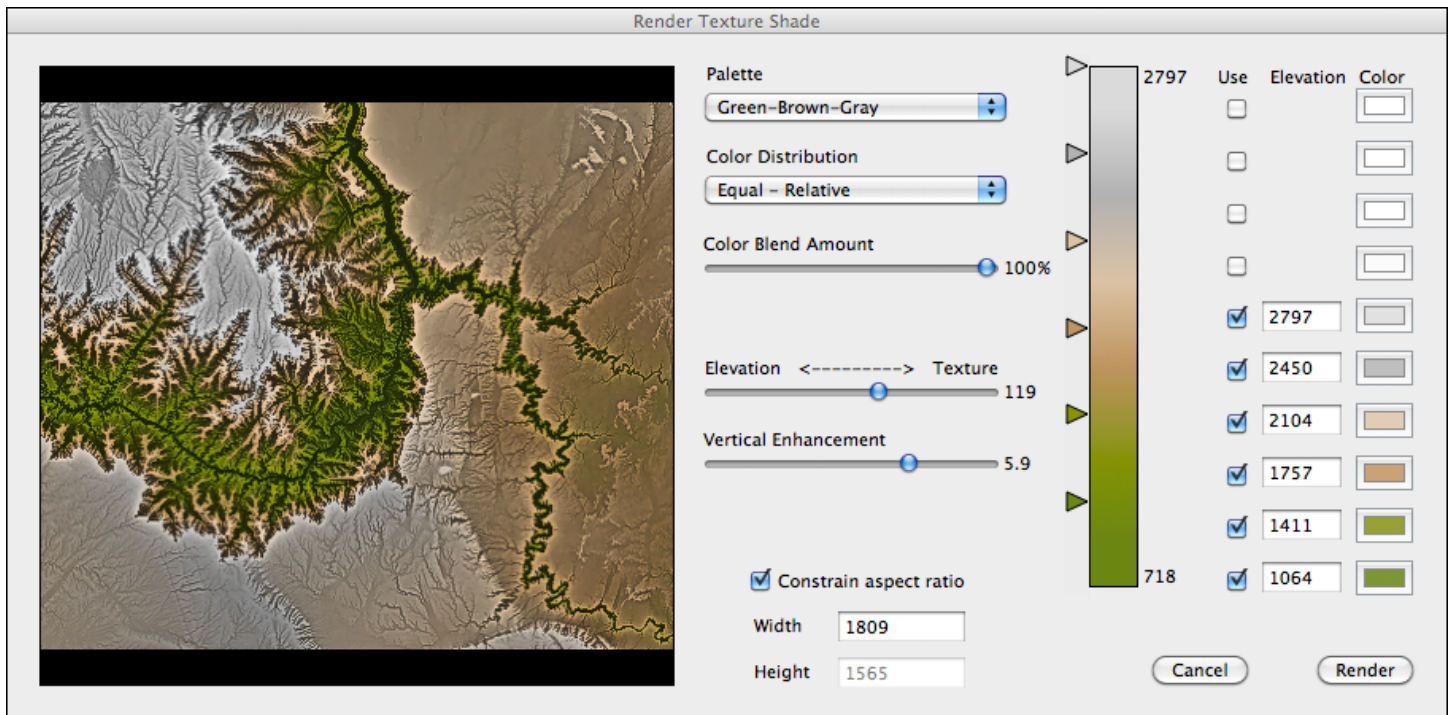 Render Texture Shade
Palette
Green-Brown-Gray
Color Distribution
Equal - Relative
Color Blend Amount
100%
Elevation <---------> Texture
119
Vertical Enhancement
5.9
Constrain aspect ratio
Width 1809
Height 1565
2797
718
Use Elevation Color
2797
2450
2104
1757
1411
1064
Cancel Render